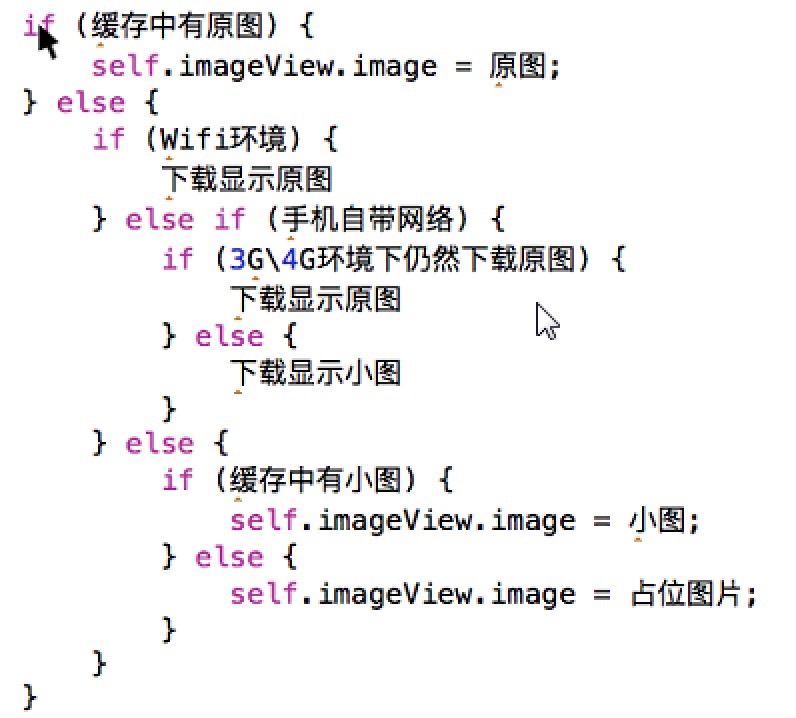 if (缓存中有原图) {
    self.imageView.image = 原图;
} else {
    if (Wifi环境) {
        下载显示原图
    } else if (手机自带网络) {
        if (3G\4G环境下仍然下载原图) {
            下载显示原图
        } else {
            下载显示小图
        }
    } else {
        if (缓存中有小图) {
            self.imageView.image = 小图;
        } else {
            self.imageView.image = 占位图片;
        }
    }
}